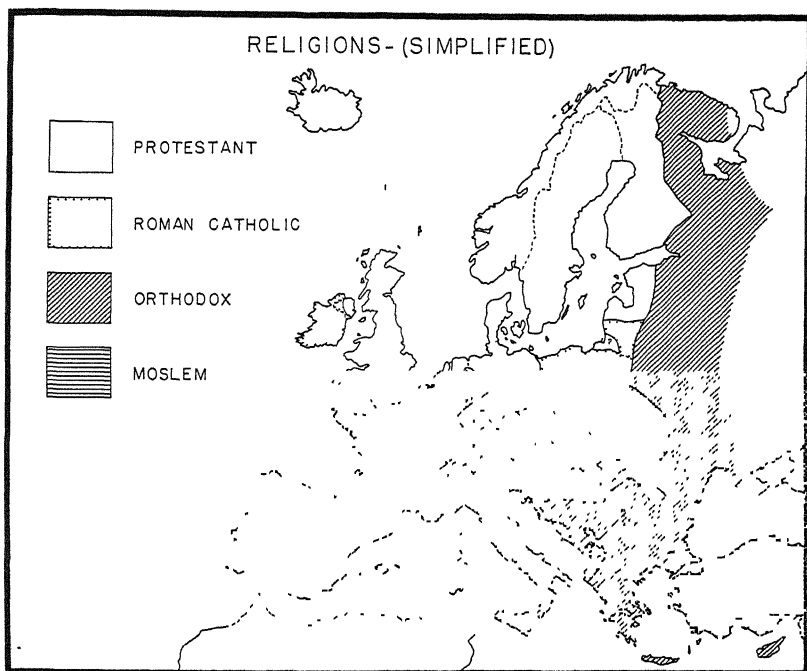 RELIGIONS-(SIMPLIFIED)
PROTESTANT
ROMAN CATHOLIC
ORTHODOX
MOSLEM